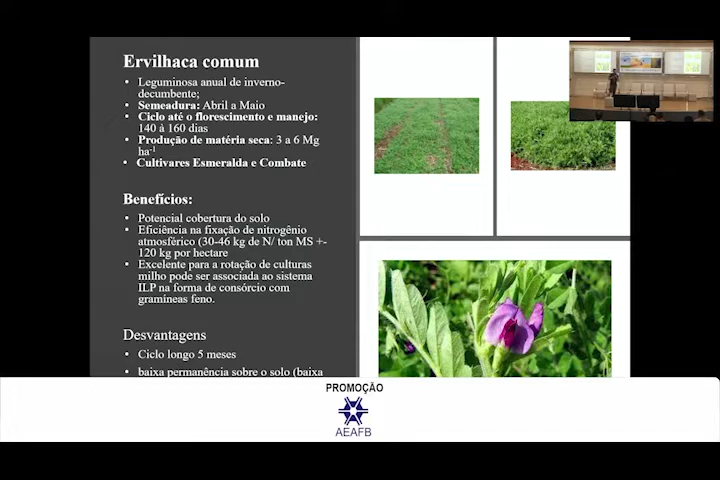 Ervilhaca comum
• Leguminosa anual de inverno-
decumbente;
• Semeadura: Abril a Maio
• Ciclo até o florescimento e manejo:
140 à 160 dias
• Produção de matéria seca: 3 a 6 Mg
ha-1
• Cultivares Esmeralda e Combate
Benefícios:
• Potencial cobertura do solo
• Eficiência na fixação de nitrogênio
atmosférico (30-46 kg de N/ ton MS +-
120 kg por hectare
• Excelente para a rotação de culturas
milho pode ser associada ao sistema
ILP na forma de consórcio com
gramíneas feno.
Desvantagens
• Ciclo longo 5 meses
• baixa permanência sobre o solo (baixa
PROMOÇÃO
AEAFB